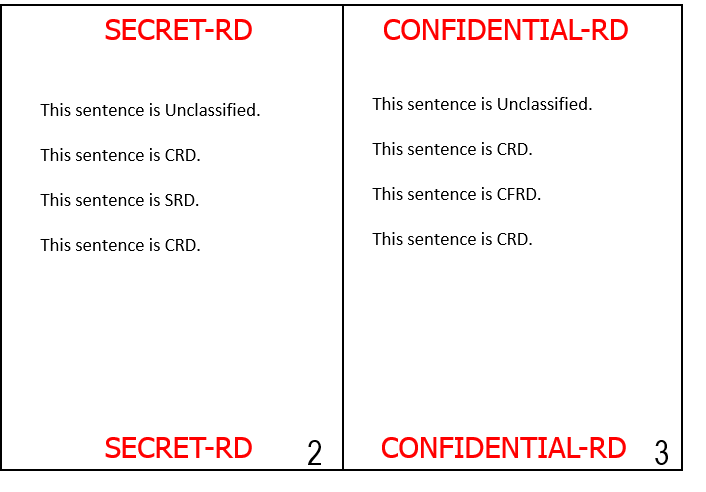 SECRET-RD
This sentence is Unclassified.
This sentence is CRD.
This sentence is SRD.
This sentence is CRD.
SECRET-RD
2
CONFIDENTIAL-RD
This sentence is Unclassified.
This sentence is CRD.
This sentence is CFRD.
This sentence is CRD.
CONFIDENTIAL-RD
3